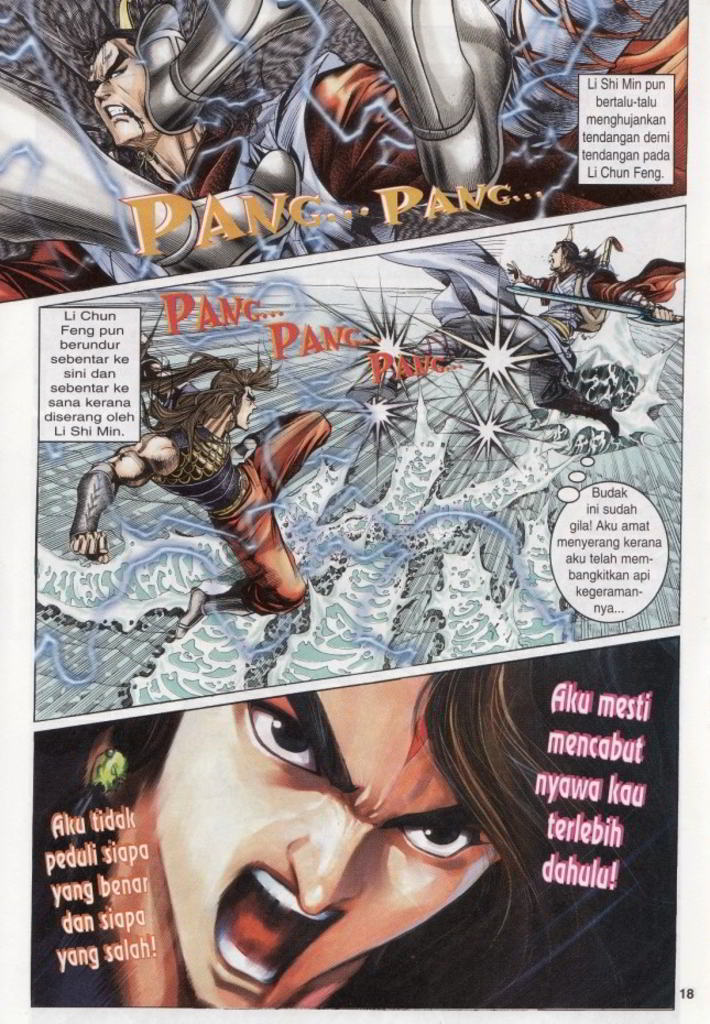 Li Shi Min pun
bertalu-talu
menghujankan
tendangan demi
tendangan pada
Li Chun Feng.
PANG... PANG...
Li Chun
Feng pun
berundur
sebentar ke
sini dan
sebentar ke
sana kerana
diserang oleh
Li Shi Min.
PANG...
PANG...
PANG...
Budak
ini sudah
gila! Aku amat
menyerang kerana
aku telah mem-
bangkitkan api
kegeraman-
nya...
Aku mesti
mencabut
nyawa kau
terlebih
dahulu!
Aku tidak
peduli siapa
yang benar
dan siapa
yang salah!
18